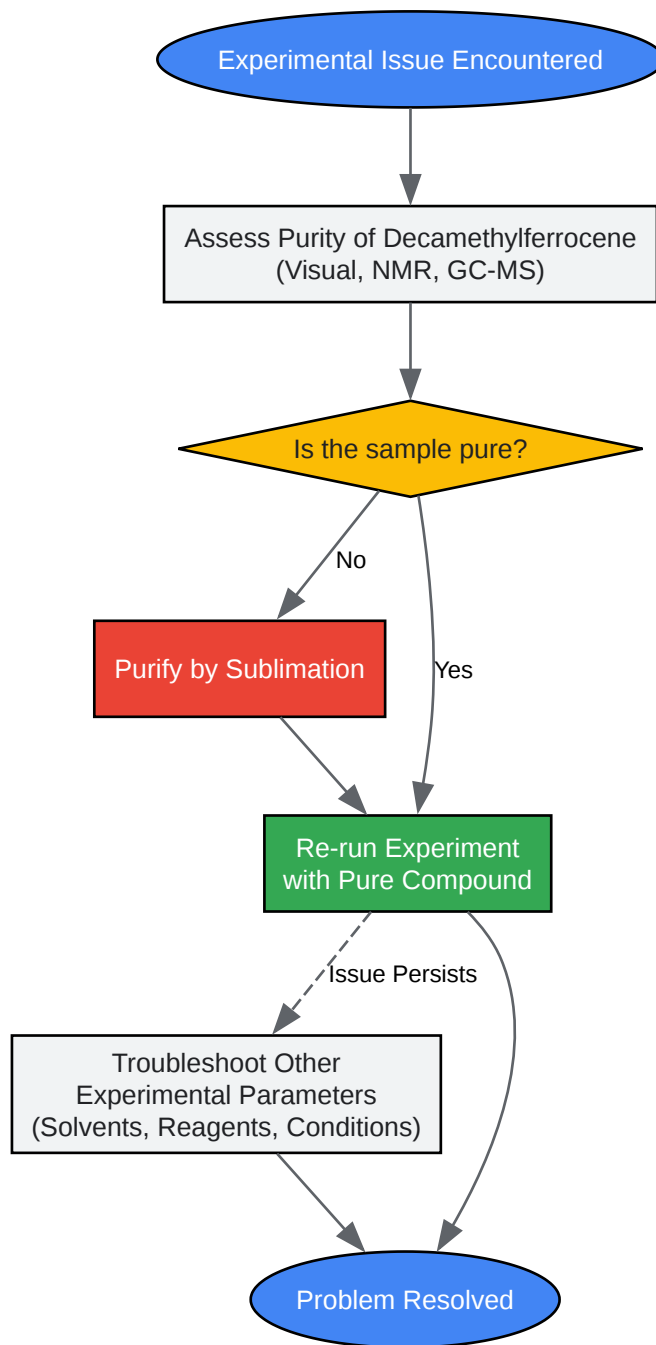 Experimental Issue Encountered
Assess Purity of Decamethylferrocene
(Visual, NMR, GC-MS)
Is the sample pure?
No
Purify by Sublimation
Yes
Re-run Experiment
with Pure Compound
Issue Persists
Troubleshoot Other
Experimental Parameters
(Solvents, Reagents, Conditions)
Problem Resolved